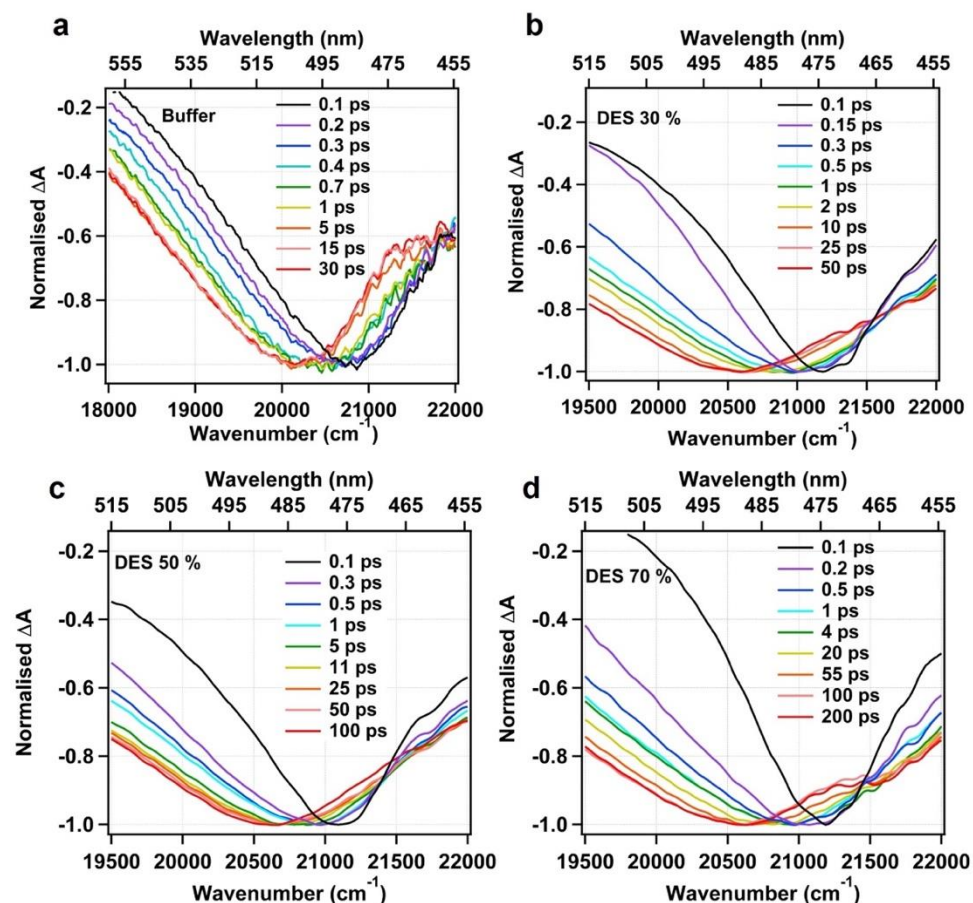 a
Wavelength (nm)
555 535 515 495 475 455
Normalised ΔA
-0.2
-0.4
-0.6
-0.8
-1.0
Buffer
0.1 ps
0.2 ps
0.3 ps
0.4 ps
0.7 ps
1 ps
5 ps
15 ps
30 ps
18000 19000 20000 21000 22000
Wavenumber (cm⁻¹)
b
Wavelength (nm)
515 505 495 485 475 465 455
Normalised ΔA
-0.2
-0.4
-0.6
-0.8
-1.0
DES 30 %
0.1 ps
0.15 ps
0.3 ps
0.5 ps
1 ps
2 ps
10 ps
25 ps
50 ps
19500 20000 20500 21000 21500 22000
Wavenumber (cm⁻¹)
c
Wavelength (nm)
515 505 495 485 475 465 455
Normalised ΔA
-0.2
-0.4
-0.6
-0.8
-1.0
DES 50 %
0.1 ps
0.3 ps
0.5 ps
1 ps
5 ps
11 ps
25 ps
50 ps
100 ps
19500 20000 20500 21000 21500 22000
Wavenumber (cm⁻¹)
d
Wavelength (nm)
515 505 495 485 475 465 455
Normalised ΔA
-0.2
-0.4
-0.6
-0.8
-1.0
DES 70 %
0.1 ps
0.2 ps
0.5 ps
1 ps
4 ps
20 ps
55 ps
100 ps
200 ps
19500 20000 20500 21000 21500 22000
Wavenumber (cm⁻¹)